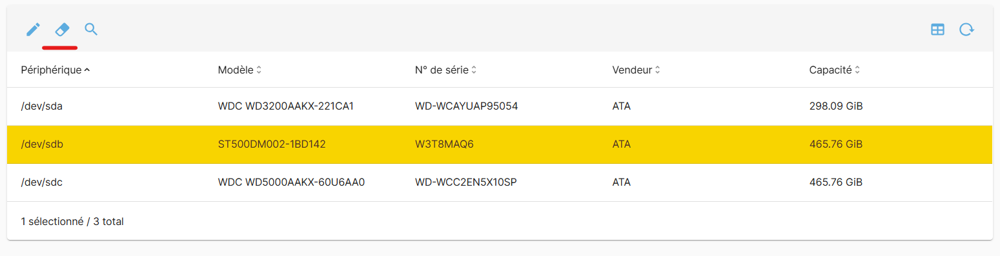 Périphérique Modèle N° de série Vendeur Capacité
/dev/sda WDC WD3200AAKX-221CA1 WD-WCAYUAP95054 ATA 298.09 GiB
/dev/sdb ST500DM002-1BD142 W3T8MAQ6 ATA 465.76 GiB
/dev/sdc WDC WD5000AAKX-60U6AA0 WD-WCC2EN5X10SP ATA 465.76 GiB
1 sélectionné / 3 total